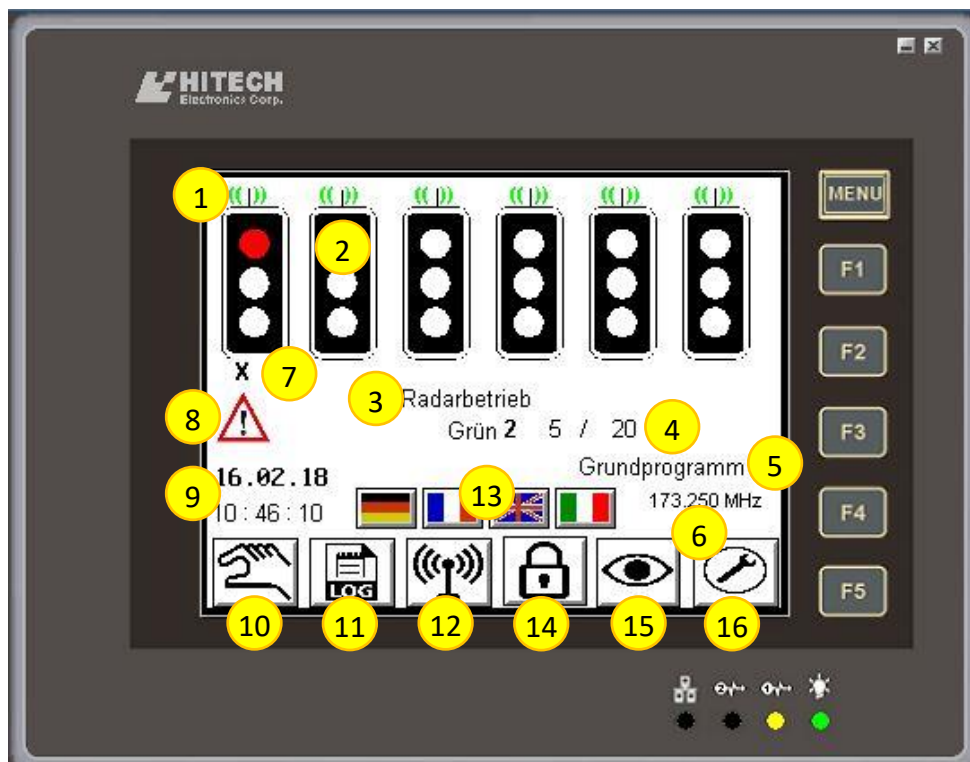 HITECH
Electronics Corp.
MENU
1
2
F1
F2
X 7
3 Radarbetrieb
8
Grün 2 5 / 20 4
F3
Grundprogramm 5
16.02.18
9
13
173.250 MHz
10:46:10
F4
6
LOG
F5
10 11 12 14 15 16
2
1